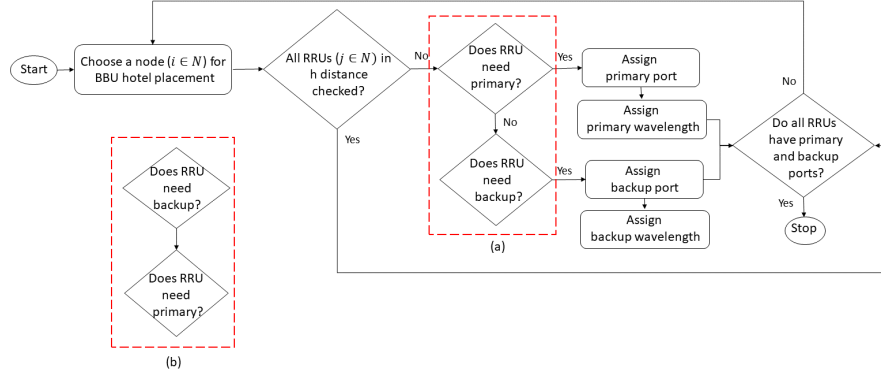 Start
Choose a node (i ∈ N) for
BBU hotel placement
All RRUs (j ∈ N) in
h distance
checked?
No
Yes
Does RRU
need
primary?
Yes
No
Does RRU
need
backup?
Yes
(a)
Assign
primary port
Assign
primary wavelength
Assign
backup port
Assign
backup wavelength
No
Do all RRUs
have primary
and backup
ports?
Yes
Stop
Does RRU
need
backup?
Does RRU
need
primary?
(b)